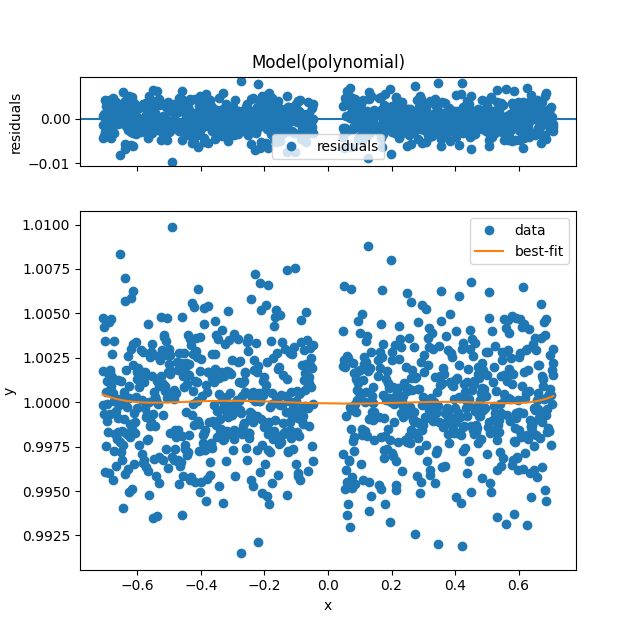 Model(polynomial)
residuals
0.00
−0.01
residuals
1.0100
1.0075
1.0050
1.0025
1.0000
0.9975
0.9950
0.9925
y
data
best-fit
−0.6 −0.4 −0.2 0.0 0.2 0.4 0.6
x